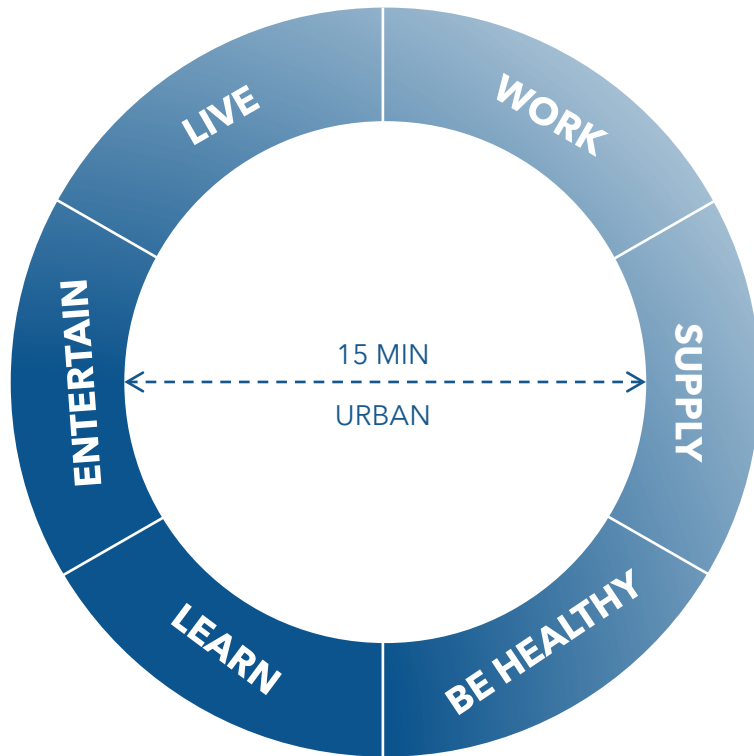 LIVE
WORK
SUPPLY
BE HEALTHY
LEARN
ENTERTAIN
15 MIN
URBAN